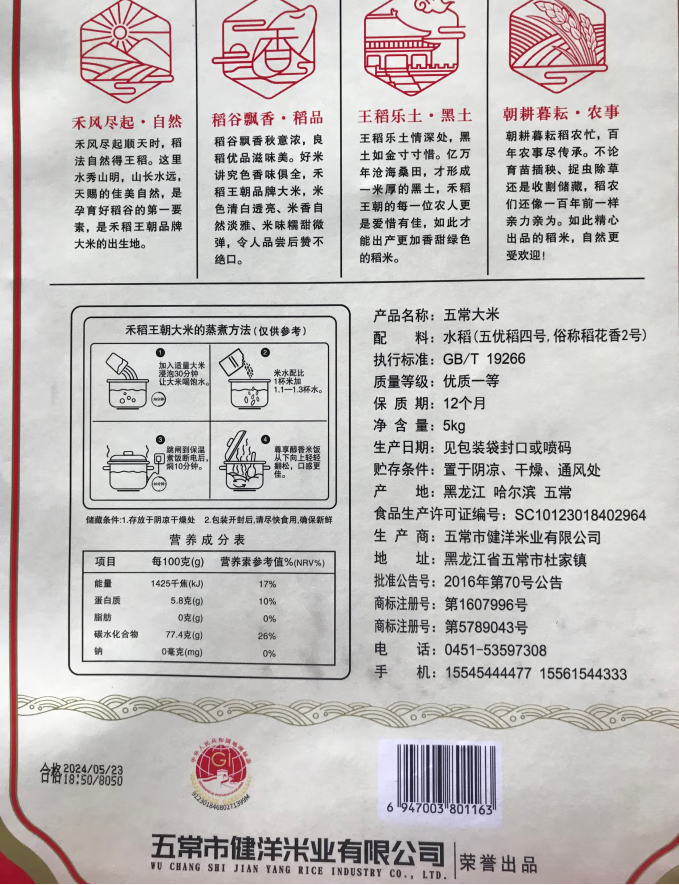 禾风尽起·自然
禾风尽起顺天时，稻
法自然得王稻。这里
水秀山明，山长水远，
天赐的佳美自然，是
孕育好稻谷的第一要
素，是禾稻王朝品牌
大米的出生地。
稻谷飘香·稻品
稻谷飘香秋意浓，良
稻优品滋味美。好米
讲究色香味俱全，禾
稻王朝品牌大米，米
色清白透亮、米香自
然淡雅、米味糯甜微
弹，令人品尝后赞不
绝口。
王稻乐土·黑土
王稻乐土情深处，黑
土如金寸寸惜。亿万
年沧海桑田，才形成
一米厚的黑土，禾稻
王朝的每一位农人更
是爱惜有佳，如此才
能出产更加香甜绿色
的稻米。
朝耕暮耘·农事
朝耕暮耘稻农忙，百
年农事尽传承。不论
育苗插秧、捉虫除草
还是收割储藏，稻农
们还像一百年前一样
亲力亲为。如此精心
出品的稻米，自然更
受欢迎！
禾稻王朝大米的蒸煮方法(仅供参考)
1
加入适量大米
浸泡30分钟
让大米喝饱水。
2
米水配比
1杯米加
1.1—1.3杯水。
3
跳闸到保温
煮饭断电后，
焖10分钟。
4
尊享醇香米饭
从下向上轻轻
翻松，口感更
佳。
储藏条件:1.存放于阴凉干燥处 2.包装开封后,请尽快食用,确保新鲜
营养成分表
项目 每100克(g) 营养素参考值%(NRV%)
能量 1425千焦(kJ) 17%
蛋白质 5.8克(g) 10%
脂肪 0克(g) 0%
碳水化合物 77.4克(g) 26%
钠 0毫克(mg) 0%
产品名称：五常大米
配 料：水稻(五优稻四号,俗称稻花香2号)
执行标准：GB/T 19266
质量等级：优质一等
保 质 期：12个月
净 含 量：5kg
生产日期：见包装袋封口或喷码
贮存条件：置于阴凉、干燥、通风处
产 地：黑龙江 哈尔滨 五常
食品生产许可证编号：SC10123018402964
生 产 商：五常市健洋米业有限公司
地 址：黑龙江省五常市杜家镇
批准公告号：2016年第70号公告
商标注册号：第1607996号
商标注册号：第5789043号
电 话：0451-53597308
手 机：15545444477 15561544333
合格 2024/05/23
18:50/8050
中华人民共和国地理标志
GI
91230184680271399M
6 947003 801163
五常市健洋米业有限公司 荣誉出品
WU CHANG SHI JIAN YANG RICE INDUSTRY CO., LTD.